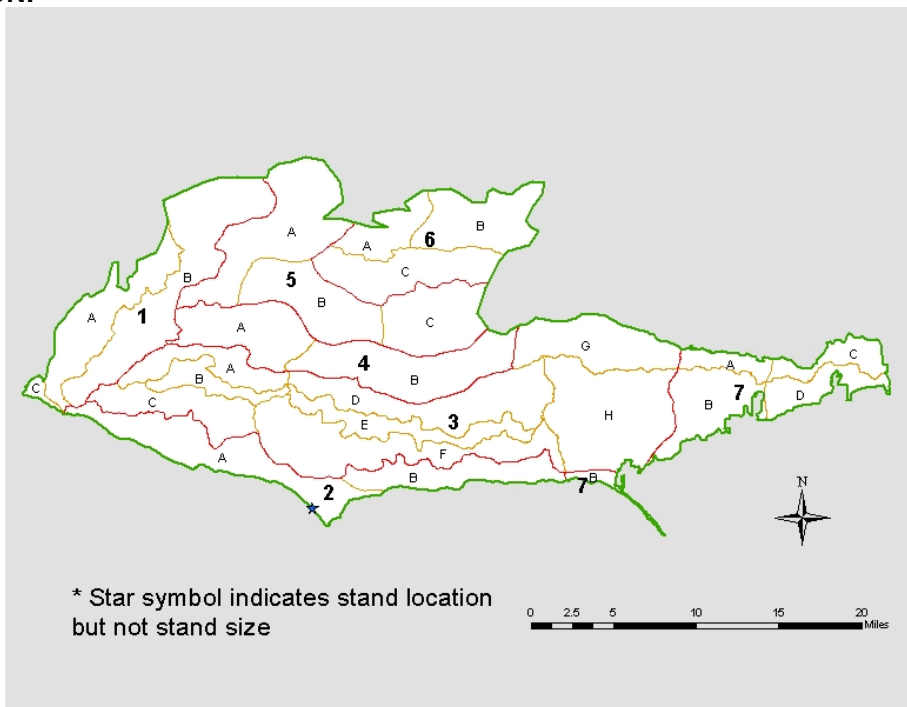 A
B
6
A
A
5
B
C
B
1
A
A
C
G
4
A
C
A
B
B
C
D
7
D
C
B
3
E
H
A
F
B
B
7
2
N
* Star symbol indicates stand location
but not stand size
0 2.5 5 10 15 20
Miles